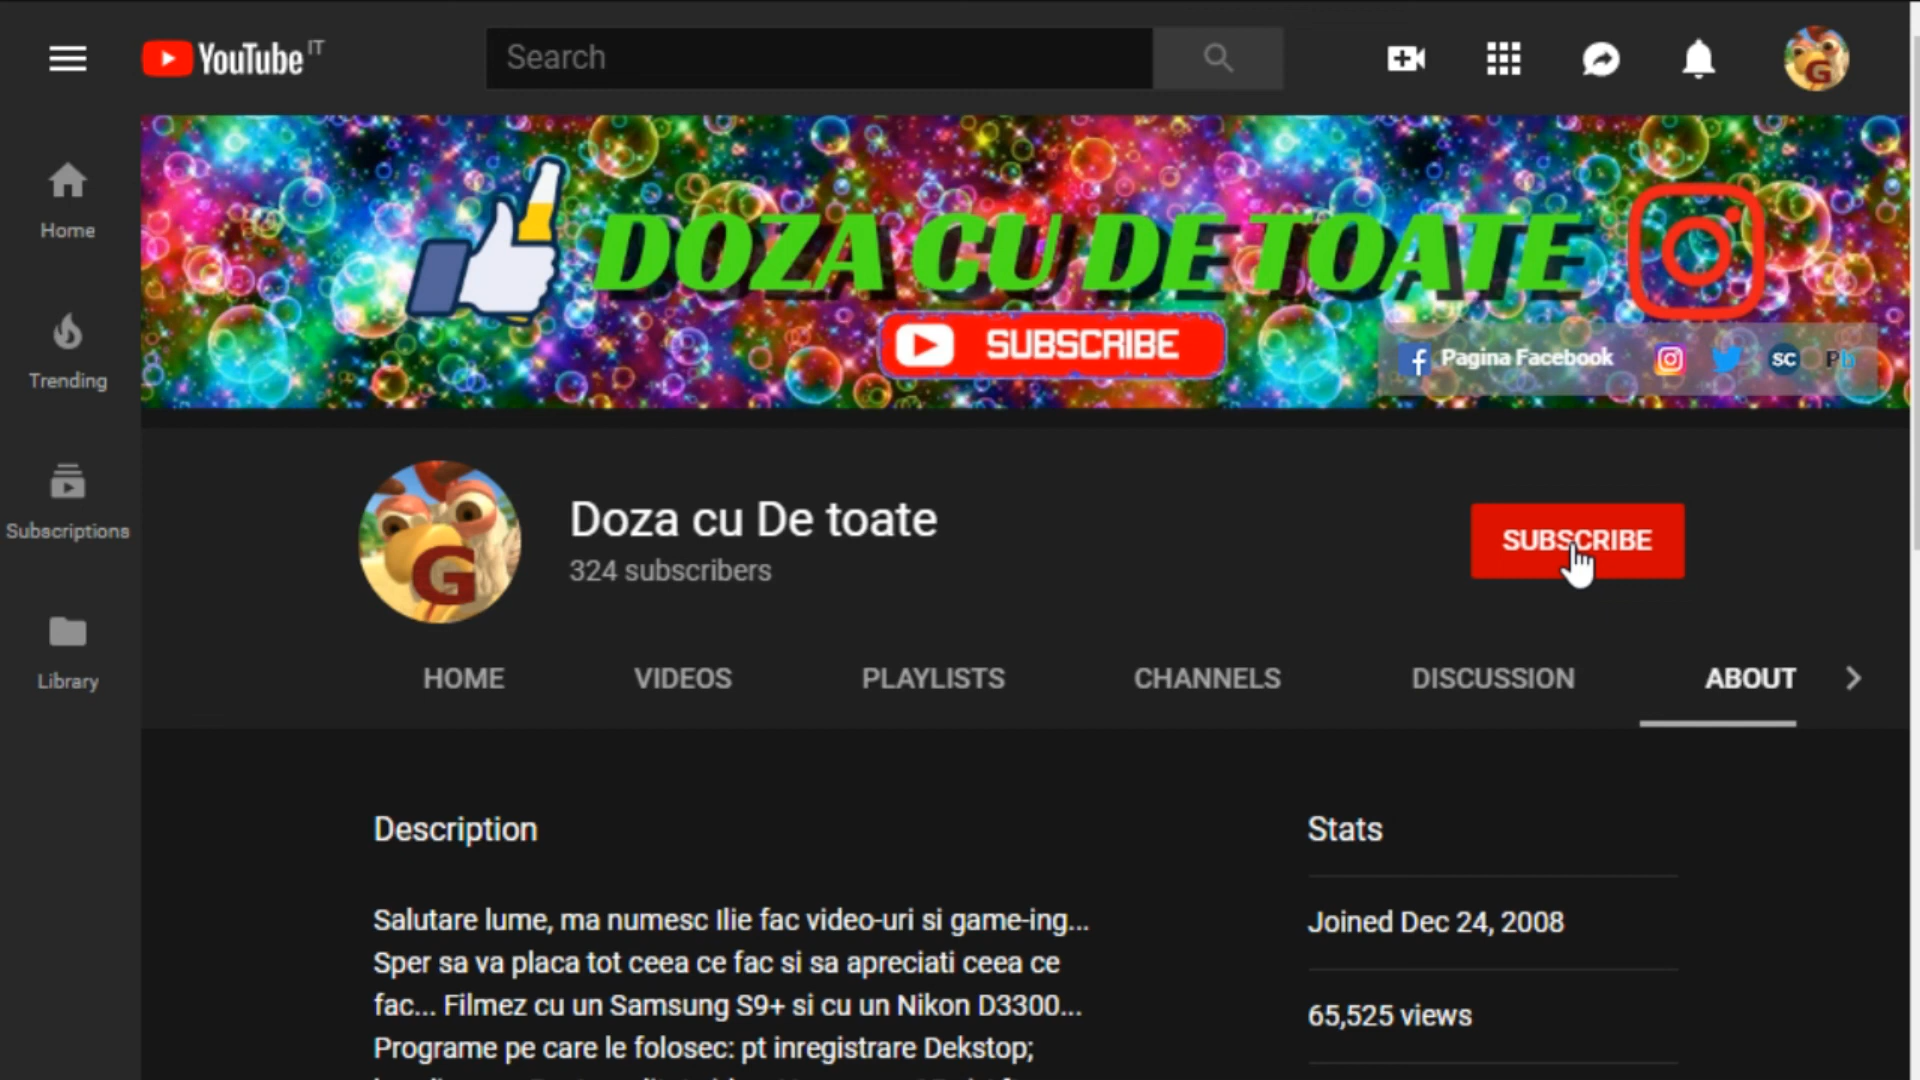 YouTube IT
Search
Home
Trending
Subscriptions
Library
DOZA CU DE TOATE
SUBSCRIBE
Pagina Facebook
SC
Pb
G
Doza cu De toate
324 subscribers
SUBSCRIBE
HOME VIDEOS PLAYLISTS CHANNELS DISCUSSION ABOUT
Description
Salutare lume, ma numesc Ilie fac video-uri si game-ing...
Sper sa va placa tot ceea ce fac si sa apreciati ceea ce
fac... Filmez cu un Samsung S9+ si cu un Nikon D3300...
Programe pe care le folosec: pt inregistrare Dekstop;
Stats
Joined Dec 24, 2008
65,525 views